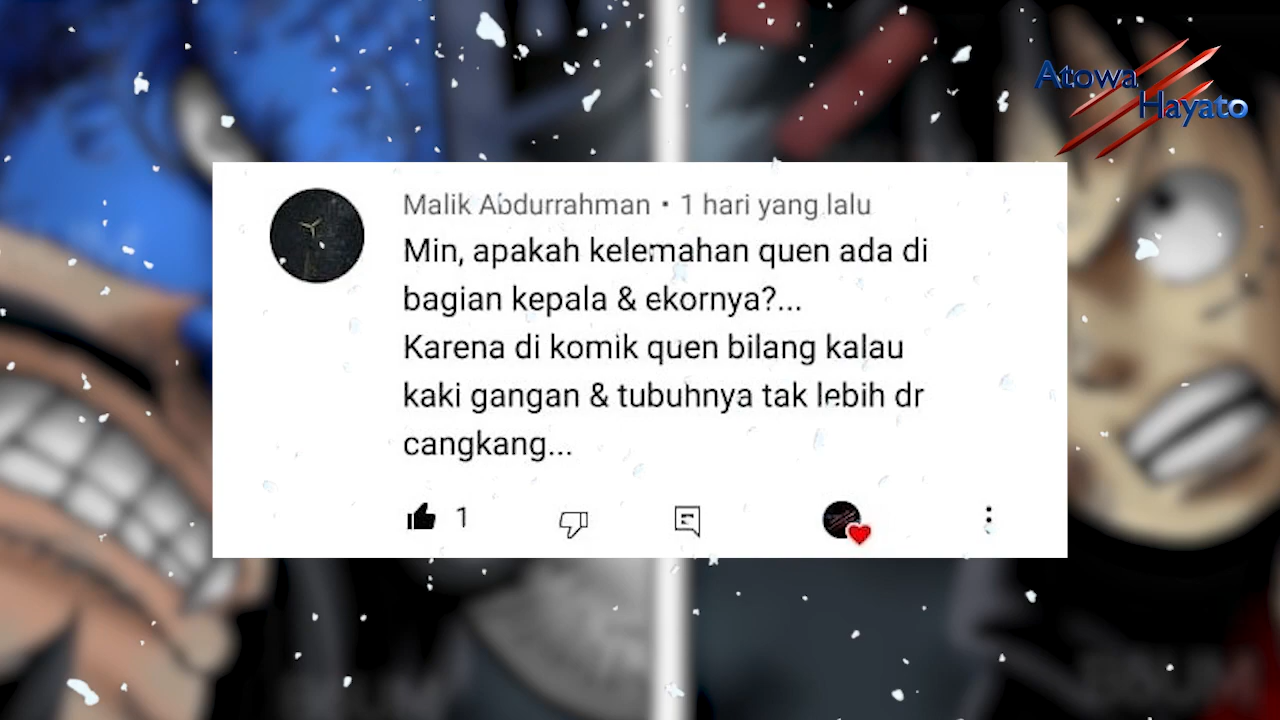 Atowa
Hayato
Malik Abdurrahman • 1 hari yang lalu
Min, apakah kelemahan quen ada di
bagian kepala & ekornya?...
Karena di komik quen bilang kalau
kaki gangan & tubuhnya tak lebih dr
cangkang...
1